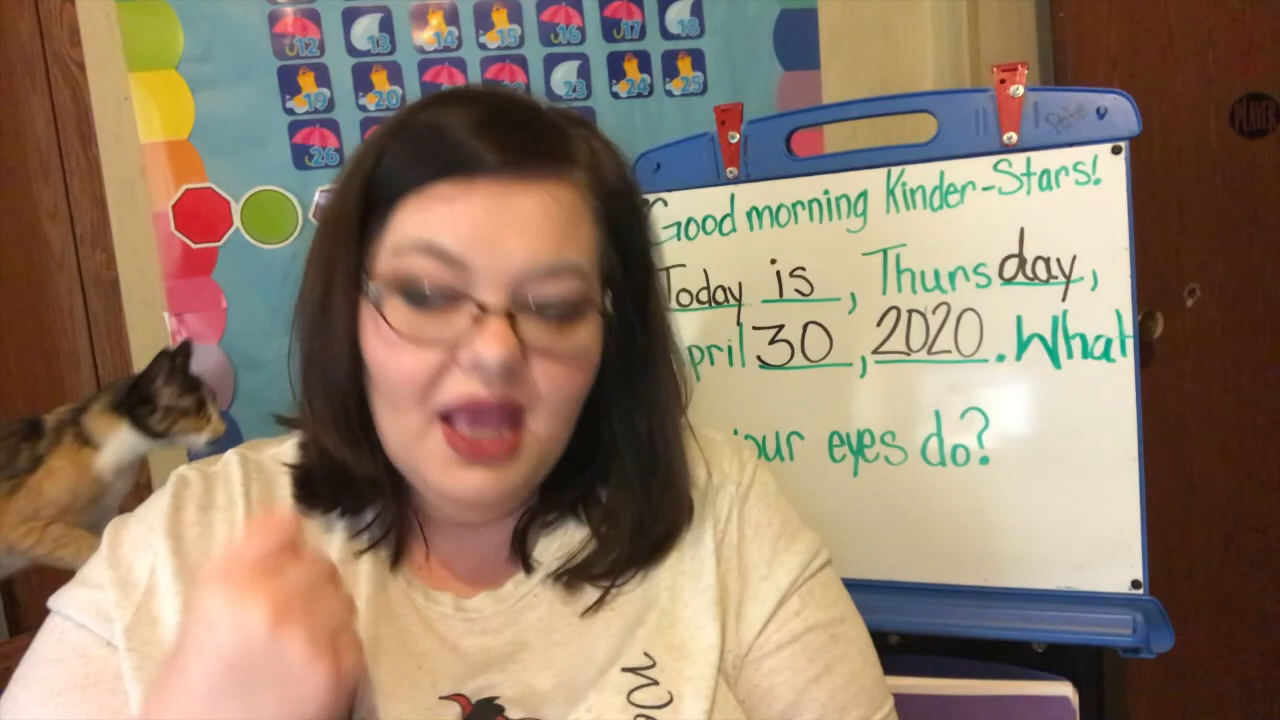 12 13 14 15 16 17 18
19 20 23 24 25
26
PLAYER
Good morning Kinder-Stars!
Today is, Thursday,
pril 30, 2020. What
our eyes do?